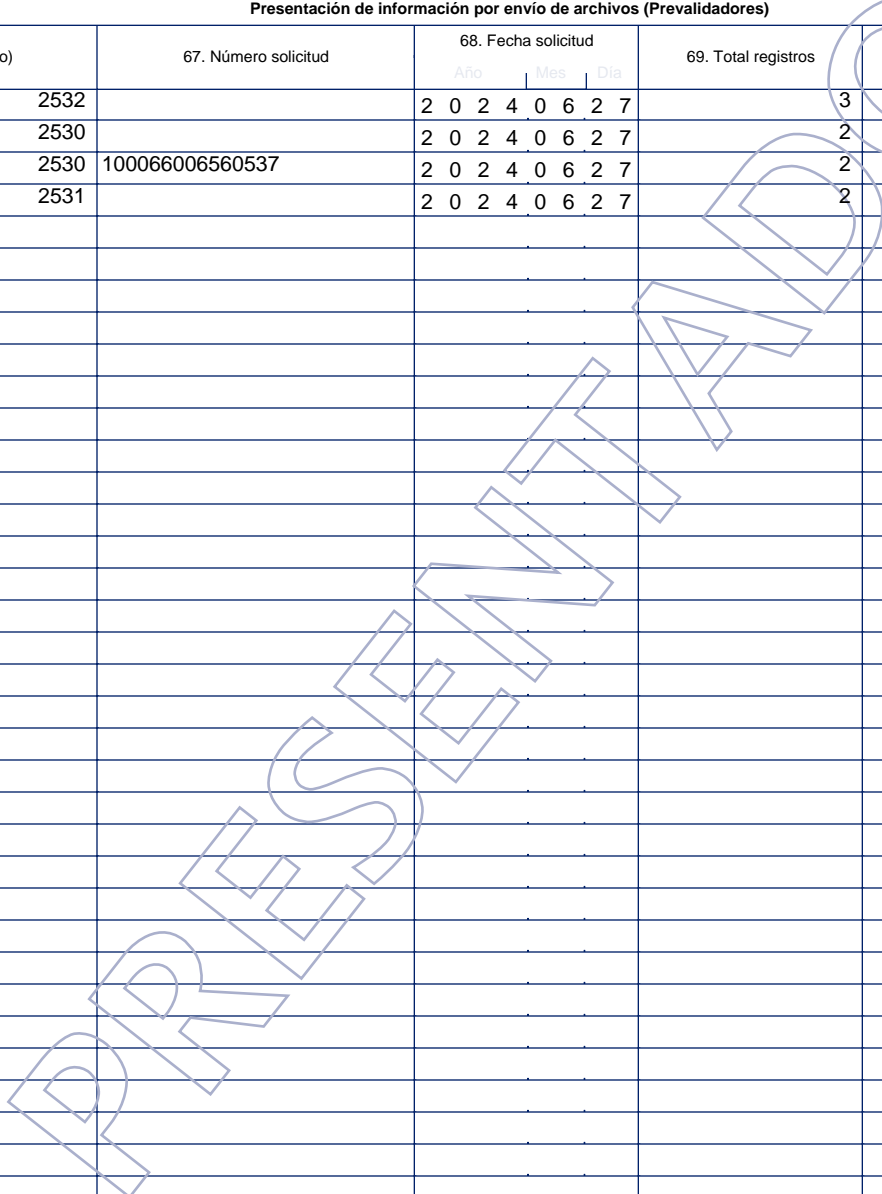 Presentación de información por envío de archivos (Prevalidadores)
o) 67. Número solicitud 68. Fecha solicitud 69. Total registros
Año Mes Día
2532 2 0 2 4 0 6 2 7 3
2530 2 0 2 4 0 6 2 7 2
2530 100066006560537 2 0 2 4 0 6 2 7 2
2531 2 0 2 4 0 6 2 7 2
PRESENTADO